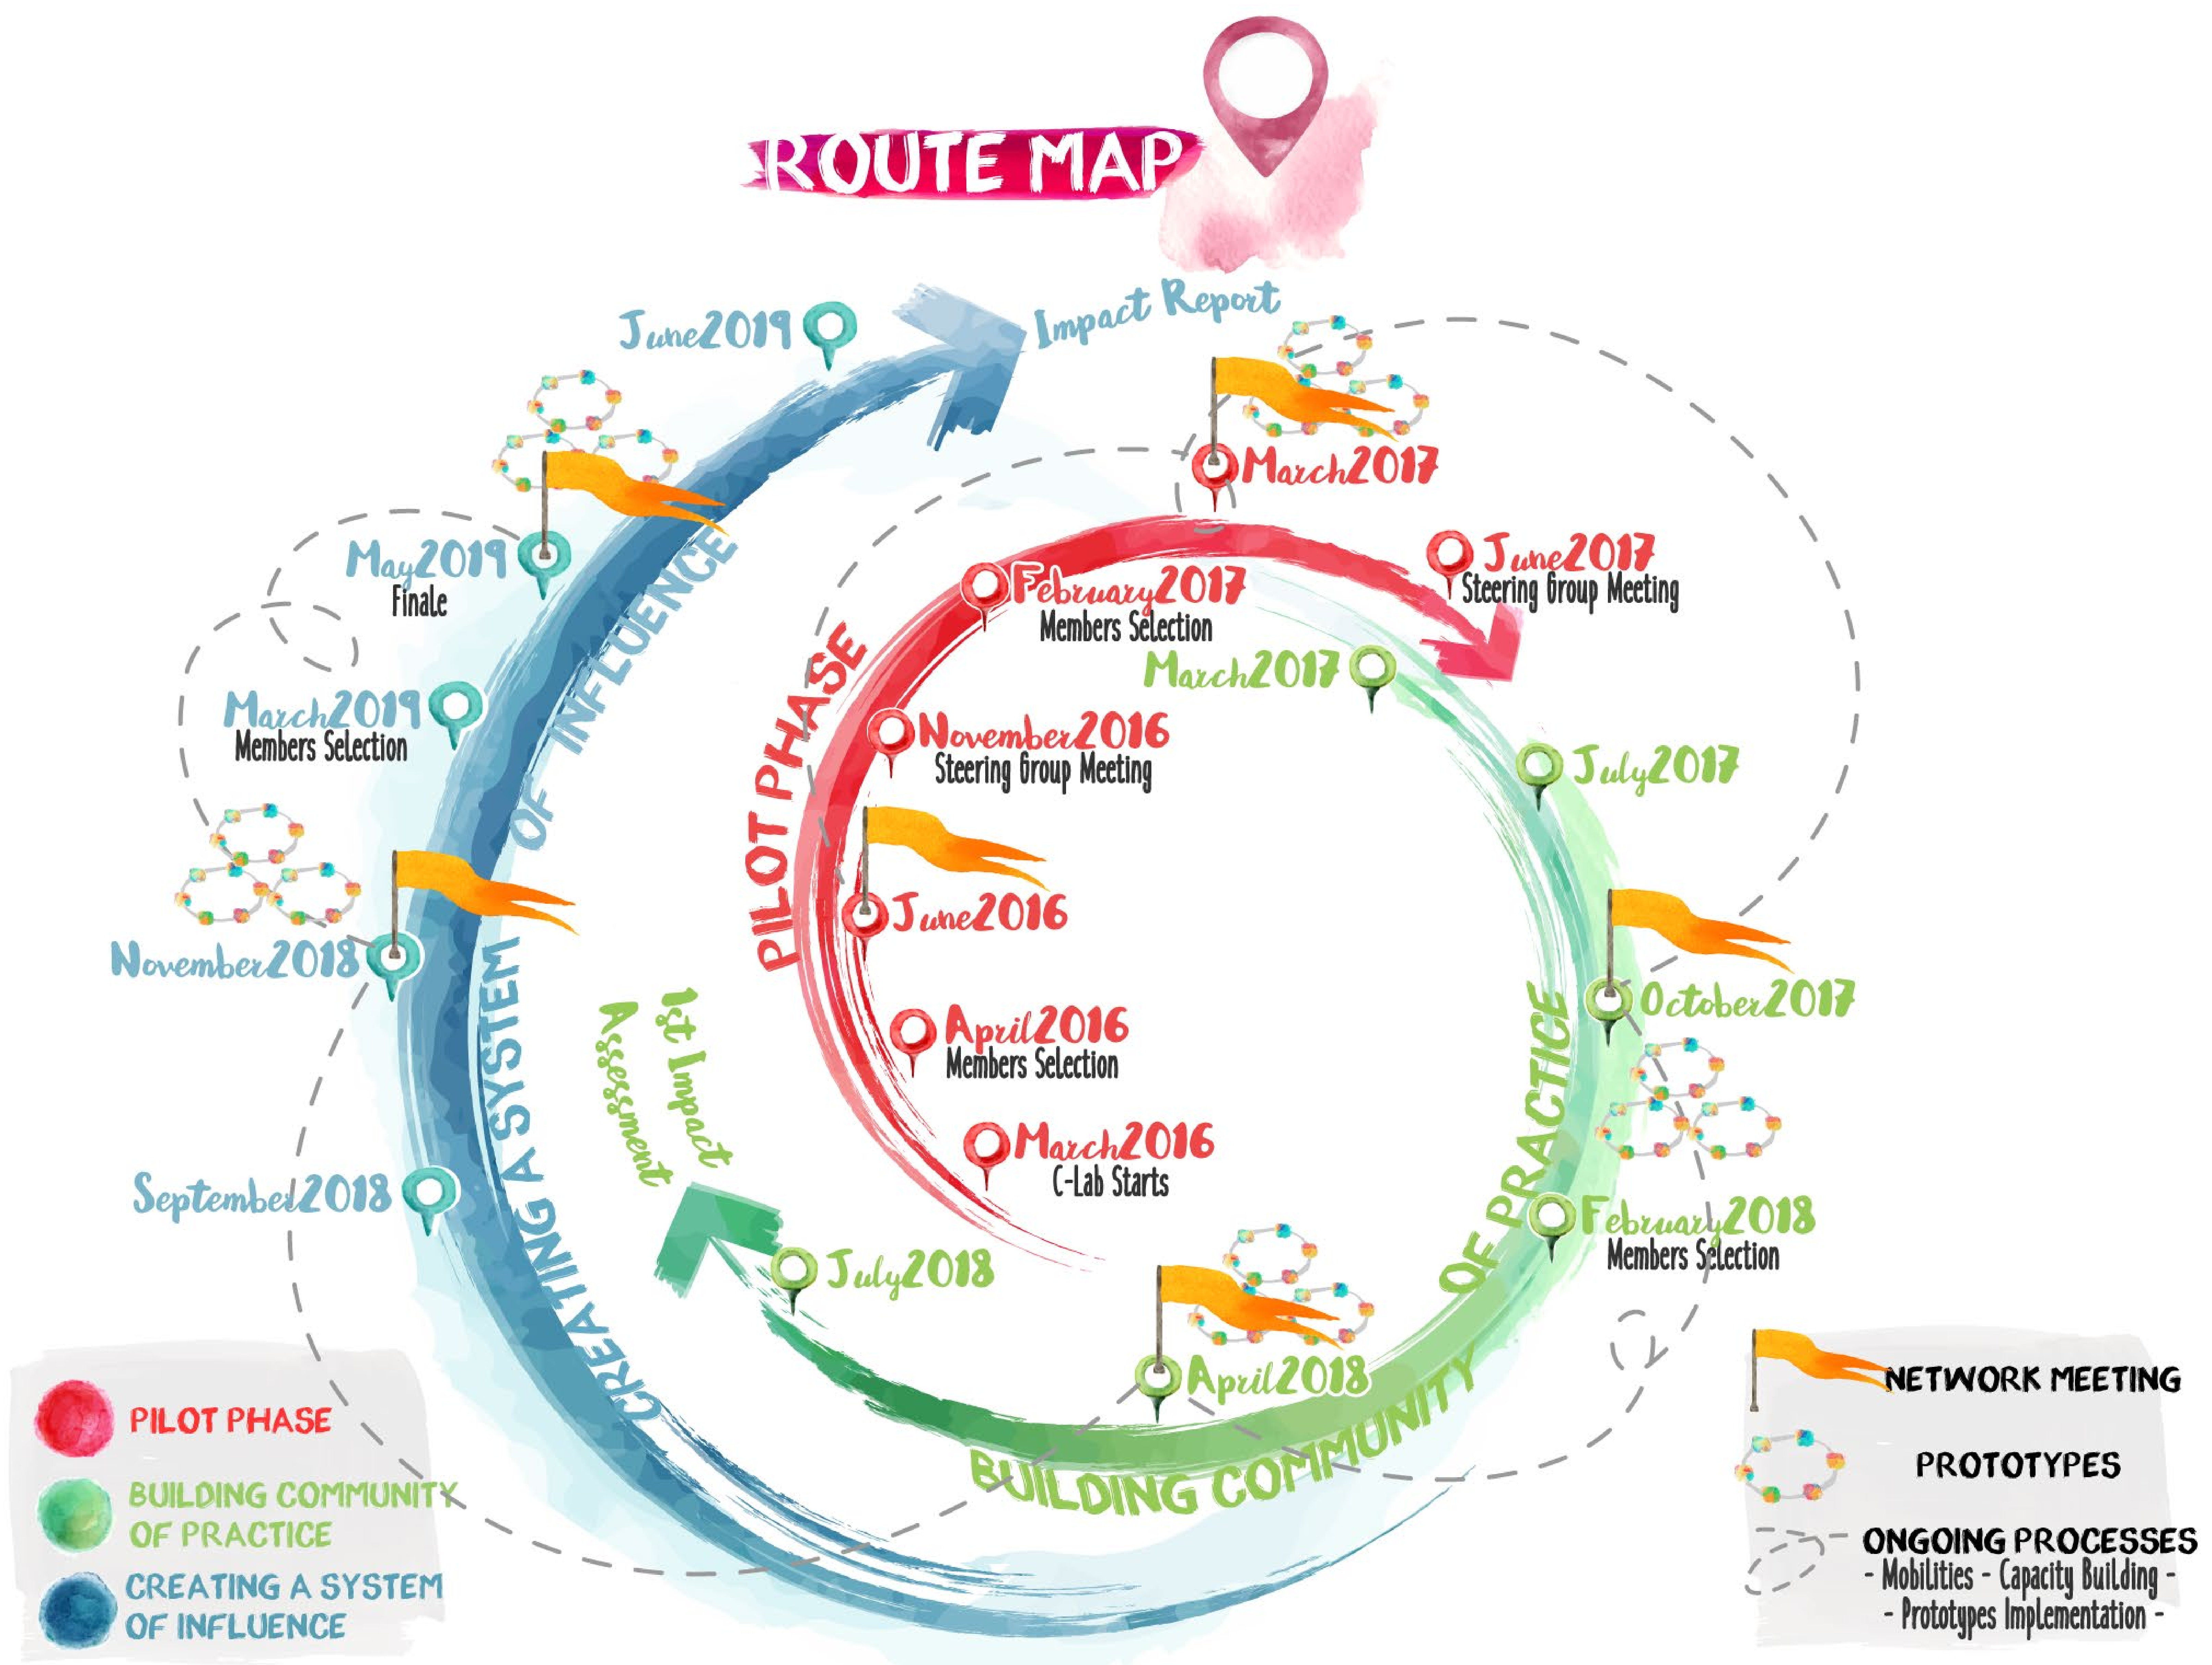 ROUTE MAP
June2019
Impact Report
March2017
May2019
Finale
June2017
Steering Group Meeting
February2017
Members Selection
March2017
March2019
Members Selection
November2016
Steering Group Meeting
July2017
PILOT PHASE
June2016
November2018
October2017
1st Impact
Assessment
April2016
Members Selection
March2016
C-Lab Starts
September2018
February2018
Members Selection
July2018
April2018
BUILDING COMMUNITY OF PRACTICE
CREATING A SYSTEM OF INFLUENCE
PILOT PHASE
BUILDING COMMUNITY
OF PRACTICE
CREATING A SYSTEM
OF INFLUENCE
NETWORK MEETING
PROTOTYPES
ONGOING PROCESSES
- Mobilities - Capacity Building -
- Prototypes Implementation -